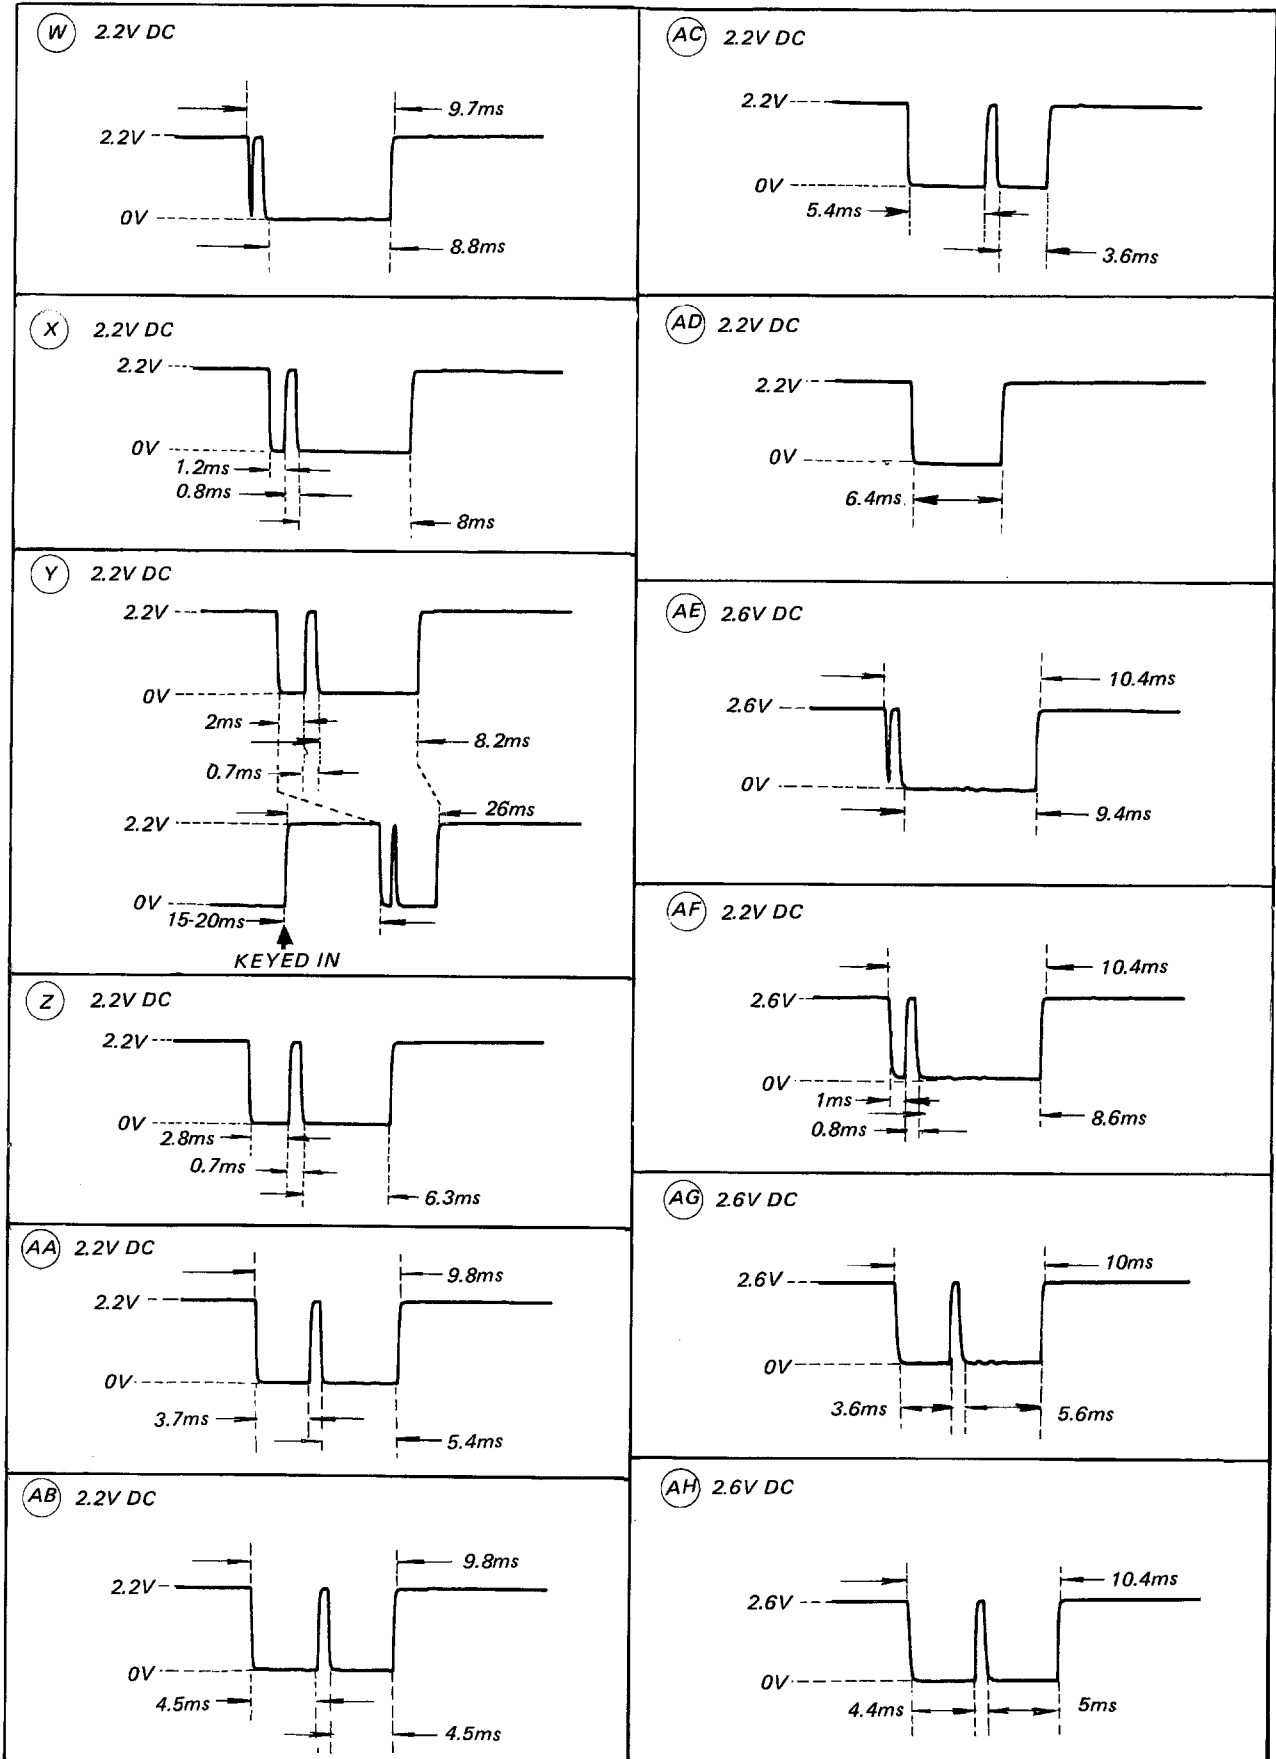 W 2.2V DC
9.7ms
2.2V
0V
8.8ms
X 2.2V DC
2.2V
0V
1.2ms
0.8ms
8ms
Y 2.2V DC
2.2V
0V
2ms
8.2ms
0.7ms
26ms
2.2V
0V
15-20ms
KEYED IN
Z 2.2V DC
2.2V
0V
2.8ms
0.7ms
6.3ms
AA 2.2V DC
9.8ms
2.2V
0V
3.7ms
5.4ms
AB 2.2V DC
9.8ms
2.2V
0V
4.5ms
4.5ms
AC 2.2V DC
2.2V
0V
5.4ms
3.6ms
AD 2.2V DC
2.2V
0V
6.4ms
AE 2.6V DC
10.4ms
2.6V
0V
9.4ms
AF 2.2V DC
10.4ms
2.6V
0V
1ms
8.6ms
0.8ms
AG 2.6V DC
10ms
2.6V
0V
3.6ms
5.6ms
AH 2.6V DC
10.4ms
2.6V
0V
4.4ms
5ms